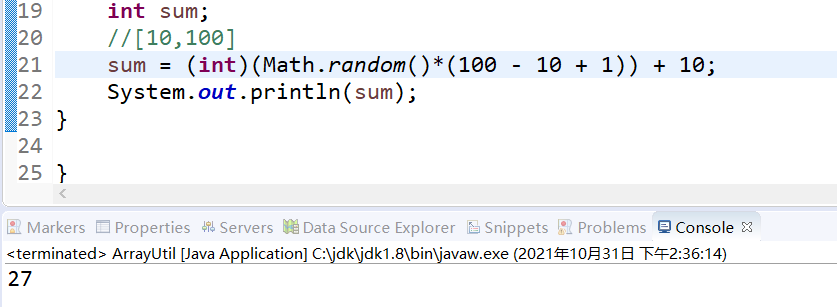 19 int sum;
20 //[10,100]
21 sum = (int)(Math.random()*(100 - 10 + 1)) + 10;
22 System.out.println(sum);
23 }
24
25 }
Markers Properties Servers Data Source Explorer Snippets Problems Console
<terminated> ArrayUtil [Java Application] C:\jdk\jdk1.8\bin\javaw.exe (2021年10月31日 下午2:36:14)
27